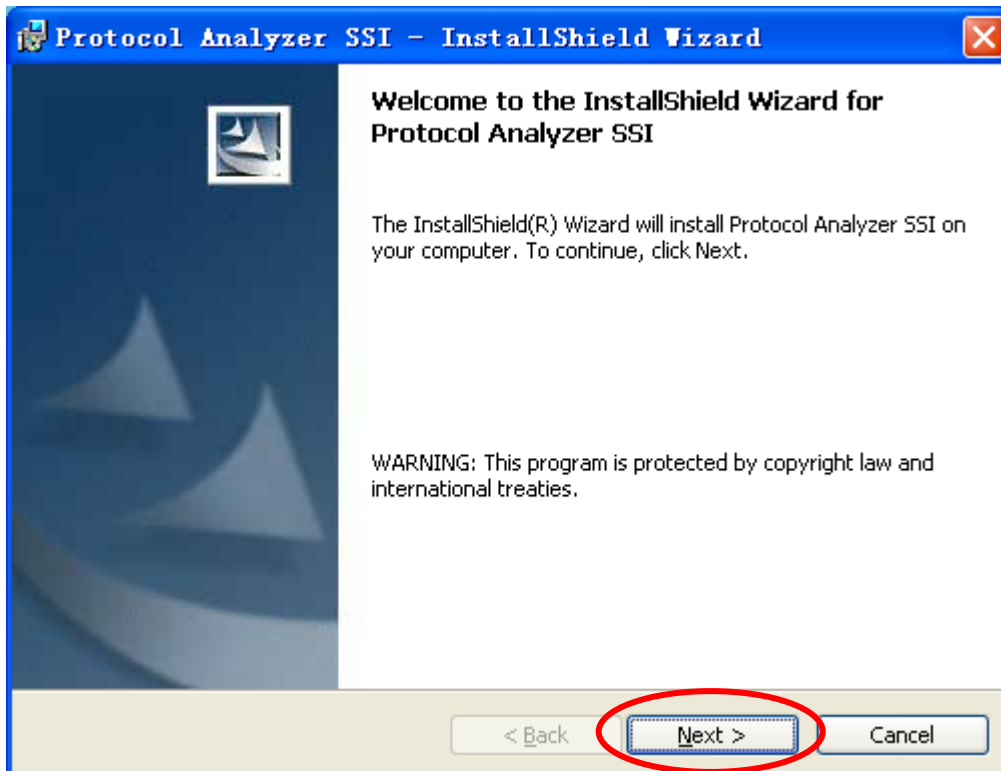 Protocol Analyzer SSI - InstallShield Wizard
Welcome to the InstallShield Wizard for
Protocol Analyzer SSI
The InstallShield(R) Wizard will install Protocol Analyzer SSI on
your computer. To continue, click Next.
WARNING: This program is protected by copyright law and
international treaties.
< Back Next > Cancel